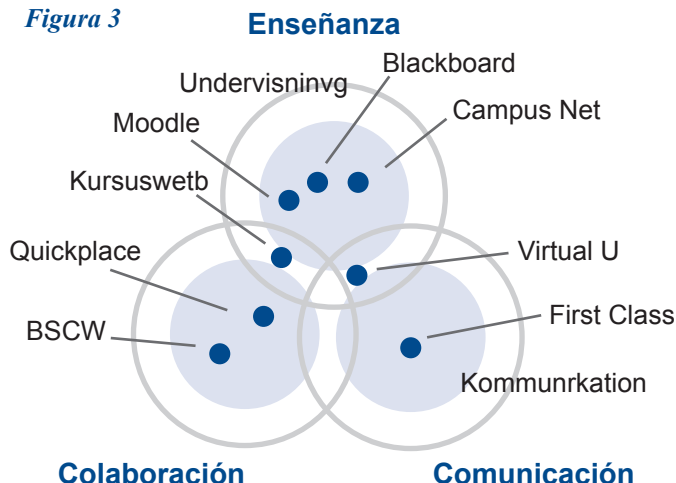 Figura 3
Enseñanza
Blackboard
Undervisninvg
Campus Net
Moodle
Kursuswetb
Quickplace
Virtual U
First Class
BSCW
Kommunrkation
Colaboración
Comunicación